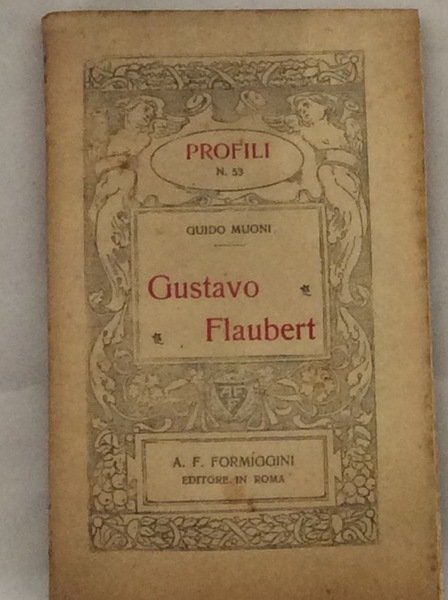 PROFILI
N. 53
GUIDO MUONI
Gustavo
Flaubert
A. F. FORMÍGGINI
EDITORE IN ROMA